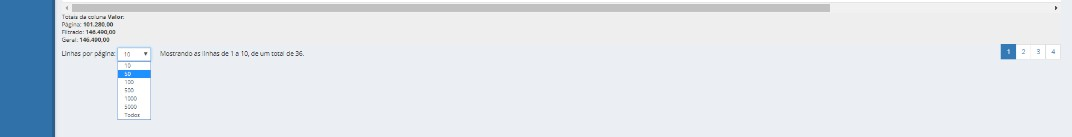 Totais da coluna Valor:
Página: 101.280,00
Filtrado: 146.490,00
Geral: 146.490,00
Linhas por página: 10 Mostrando as linhas de 1 a 10, de um total de 36. 1 2 3 4
10
50
100
500
1000
5000
Todos